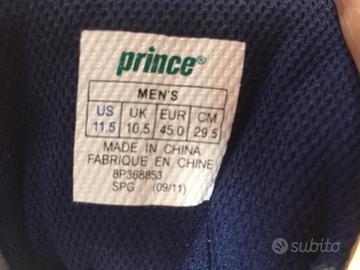 prince®
MEN'S
US UK EUR CM
11.5 10.5 45.0 29.5
MADE IN CHINA
FABRIQUE EN CHINE
8P368853
SPG (09/11)
subito